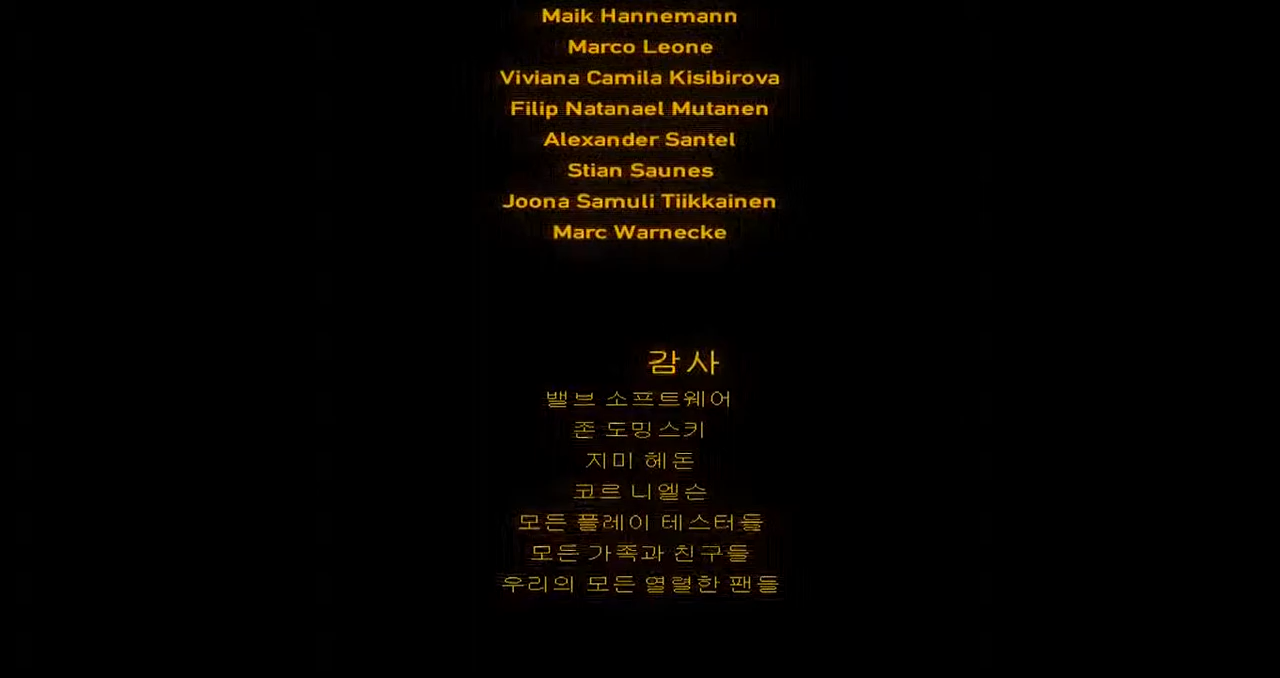 Maik Hannemann
Marco Leone
Viviana Camila Kisibirova
Filip Natanael Mutanen
Alexander Santel
Stian Saunes
Joona Samuli Tiikkainen
Marc Warnecke
감사
밸브 소프트웨어
존 도밍스키
지미 헤돈
코르 니엘슨
모든 플레이 테스터들
모든 가족과 친구들
우리의 모든 열렬한 팬들